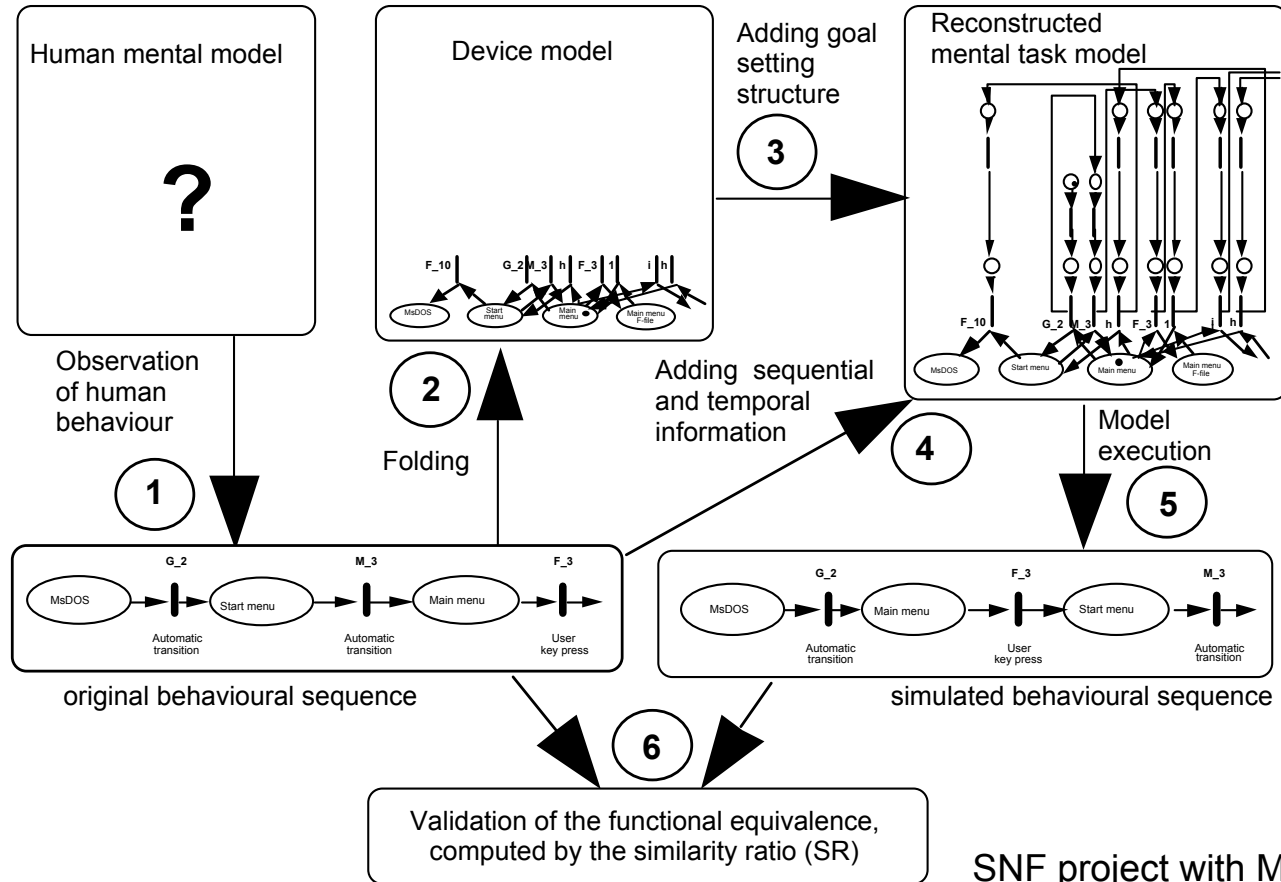 Human mental model
?
Device model
F_10 G_2 M_3 h F_3 1 i h
MsDOS
Start
menu
Main
menu
Main menu
F-file
Adding goal
setting
structure
3
Reconstructed
mental task model
F_10 G_2 M_3 h F_3 1 i h
MsDOS
Start menu
Main menu
Main menu
F-file
Observation
of human
behaviour
1
2
Folding
Adding sequential
and temporal
information
4
Model
execution
5
G_2 M_3 F_3
MsDOS
Start menu
Main menu
Automatic
transition
Automatic
transition
User
key press
original behavioural sequence
G_2 F_3 M_3
MsDOS
Main menu
Start menu
Automatic
transition
User
key press
Automatic
transition
simulated behavioural sequence
6
Validation of the functional equivalence,
computed by the similarity ratio (SR)
SNF project with M